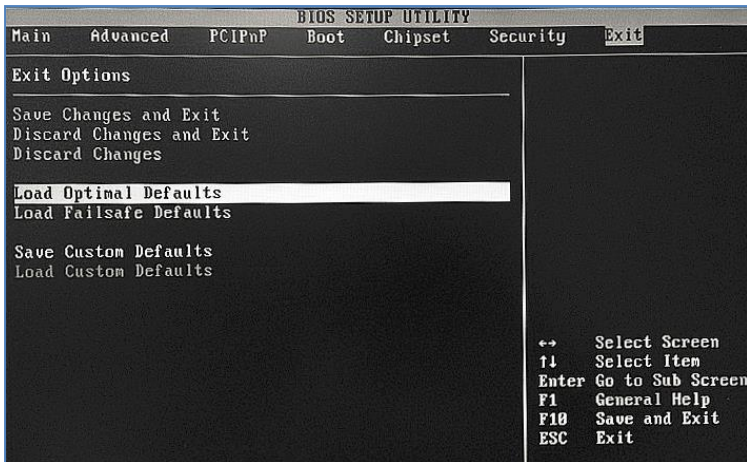 BIOS SETUP UTILITY
Main Advanced PCIPnP Boot Chipset Security Exit
Exit Options
Save Changes and Exit
Discard Changes and Exit
Discard Changes
Load Optimal Defaults
Load Failsafe Defaults
Save Custom Defaults
Load Custom Defaults
↔ Select Screen
↑↓ Select Item
Enter Go to Sub Screen
F1 General Help
F10 Save and Exit
ESC Exit